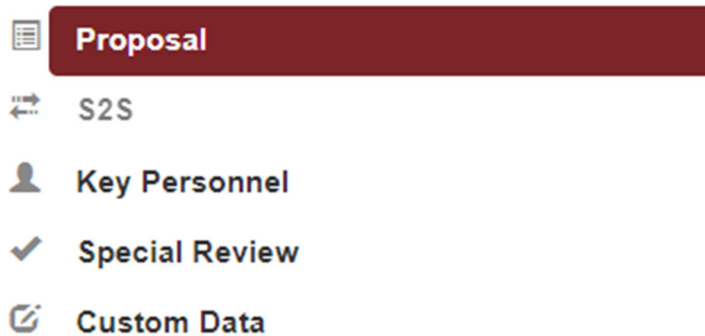 Proposal
S2S
Key Personnel
Special Review
Custom Data